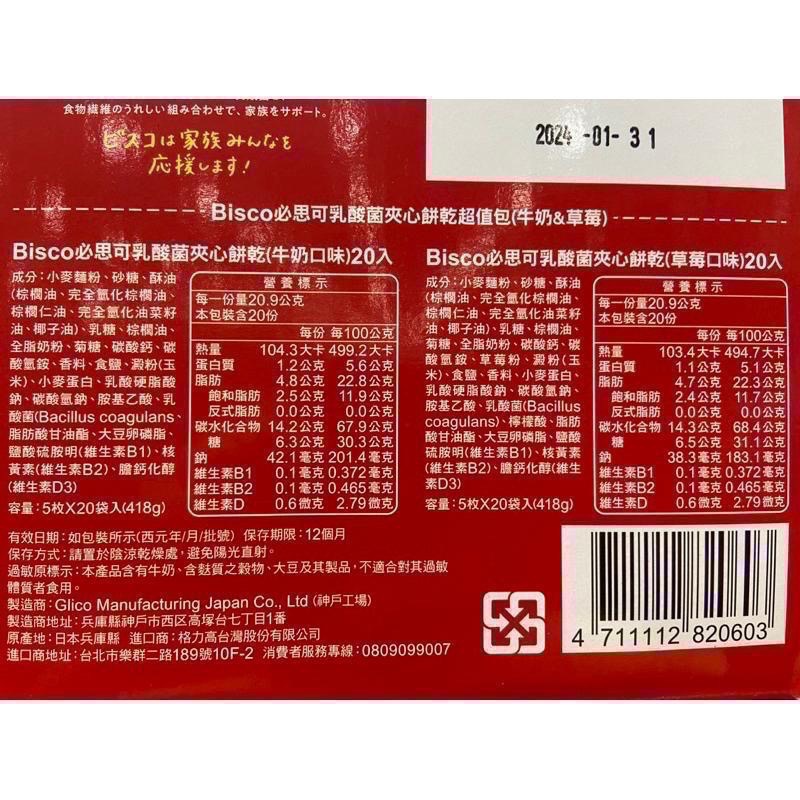 食物繊維のうれしい組み合わせで、家族をサポート。
ビスコは家族みんなを
応援します!
2024-01-31
Bisco必思可乳酸菌夾心餅乾超值包(牛奶&草莓)
Bisco必思可乳酸菌夾心餅乾(牛奶口味)20入
成分:小麥麵粉、砂糖、酥油
(棕櫚油、完全氫化棕櫚油、
棕櫚仁油、完全氫化油菜籽
油、椰子油)、乳糖、棕櫚油、
全脂奶粉、菊糖、碳酸鈣、碳
酸氫銨、香料、食鹽、澱粉(玉
米)、小麥蛋白、乳酸硬脂酸
鈉、碳酸氫鈉、胺基乙酸、乳
酸菌(Bacillus coagulans、
脂肪酸甘油酯、大豆卵磷脂、
鹽酸硫胺明(維生素B1)、核
黃素(維生素B2)、膽鈣化醇
(維生素D3)
容量:5枚X20袋入(418g)
營養標示
每一份量20.9公克
本包裝含20份
每份 每100公克
熱量 104.3大卡 499.2大卡
蛋白質 1.2公克 5.6公克
脂肪 4.8公克 22.8公克
飽和脂肪 2.5公克 11.9公克
反式脂肪 0.0公克 0.0公克
碳水化合物 14.2公克 67.9公克
糖 6.3公克 30.3公克
鈉 42.1毫克 201.4毫克
維生素B1 0.1毫克 0.372毫克
維生素B2 0.1毫克 0.465毫克
維生素D 0.6微克 2.79微克
Bisco必思可乳酸菌夾心餅乾(草莓口味)20入
成分:小麥麵粉、砂糖、酥油
(棕櫚油、完全氫化棕櫚油、
棕櫚仁油、完全氫化油菜籽
油、椰子油)、乳糖、棕櫚油、
全脂奶粉、碳酸鈣、碳
酸氫銨、草莓粉、澱粉(玉
米)、食鹽、香料、小麥蛋白、
乳酸硬脂酸鈉、碳酸氫鈉、
胺基乙酸、乳酸菌(Bacillus
coagulans)、檸檬酸、脂肪
酸甘油酯、大豆卵磷脂、鹽酸
硫胺明(維生素B1)、核黃素
(維生素B2)、膽鈣化醇(維生
素D3)
容量:5枚X20袋入(418g)
營養標示
每一份量20.9公克
本包裝含20份
每份 每100公克
熱量 103.4大卡 494.7大卡
蛋白質 1.1公克 5.1公克
脂肪 4.7公克 22.3公克
飽和脂肪 2.4公克 11.7公克
反式脂肪 0.0公克 0.0公克
碳水化合物 14.3公克 68.4公克
糖 6.5公克 31.1公克
鈉 38.3毫克 183.1毫克
維生素B1 0.1毫克 0.372毫克
維生素B2 0.1毫克 0.465毫克
維生素D 0.6微克 2.79微克
有效日期:如包裝所示(西元年/月/批號) 保存期限:12個月
保存方式:請置於陰涼乾燥處,避免陽光直射。
過敏原標示:本產品含有牛奶、含麩質之穀物、大豆及其製品,不適合對其過敏
體質者食用。
製造商:Glico Manufacturing Japan Co., Ltd (神戶工場)
製造商地址:兵庫縣神戶市西区高塚台七丁目1番
原產地:日本兵庫縣 進口商:格力高台灣股份有限公司
進口商地址:台北市樂群二路189號10F-2 消費者服務專線:0809099007
4 711112 820603